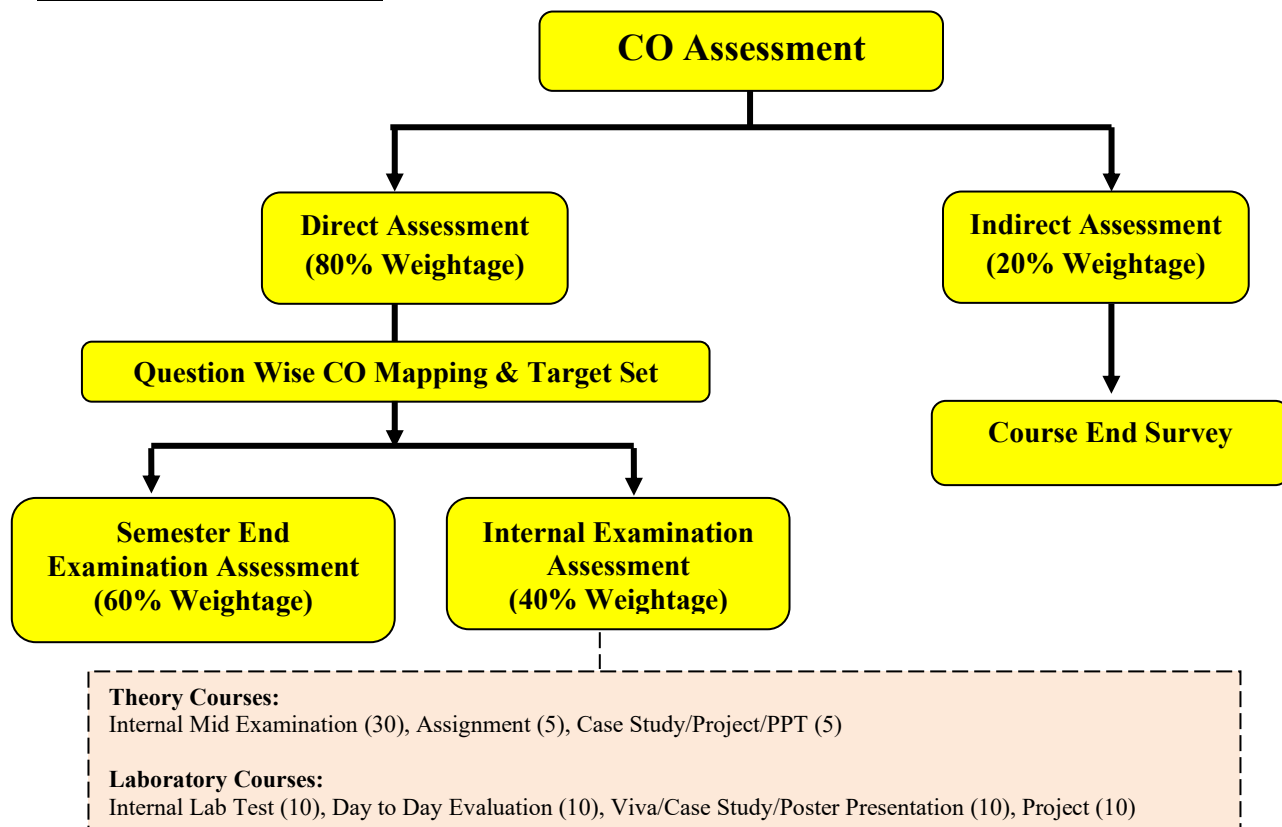 CO Assessment
Direct Assessment
(80% Weightage)
Indirect Assessment
(20% Weightage)
Question Wise CO Mapping & Target Set
Course End Survey
Semester End
Examination Assessment
(60% Weightage)
Internal Examination
Assessment
(40% Weightage)
Theory Courses:
Internal Mid Examination (30), Assignment (5), Case Study/Project/PPT (5)
Laboratory Courses:
Internal Lab Test (10), Day to Day Evaluation (10), Viva/Case Study/Poster Presentation (10), Project (10)